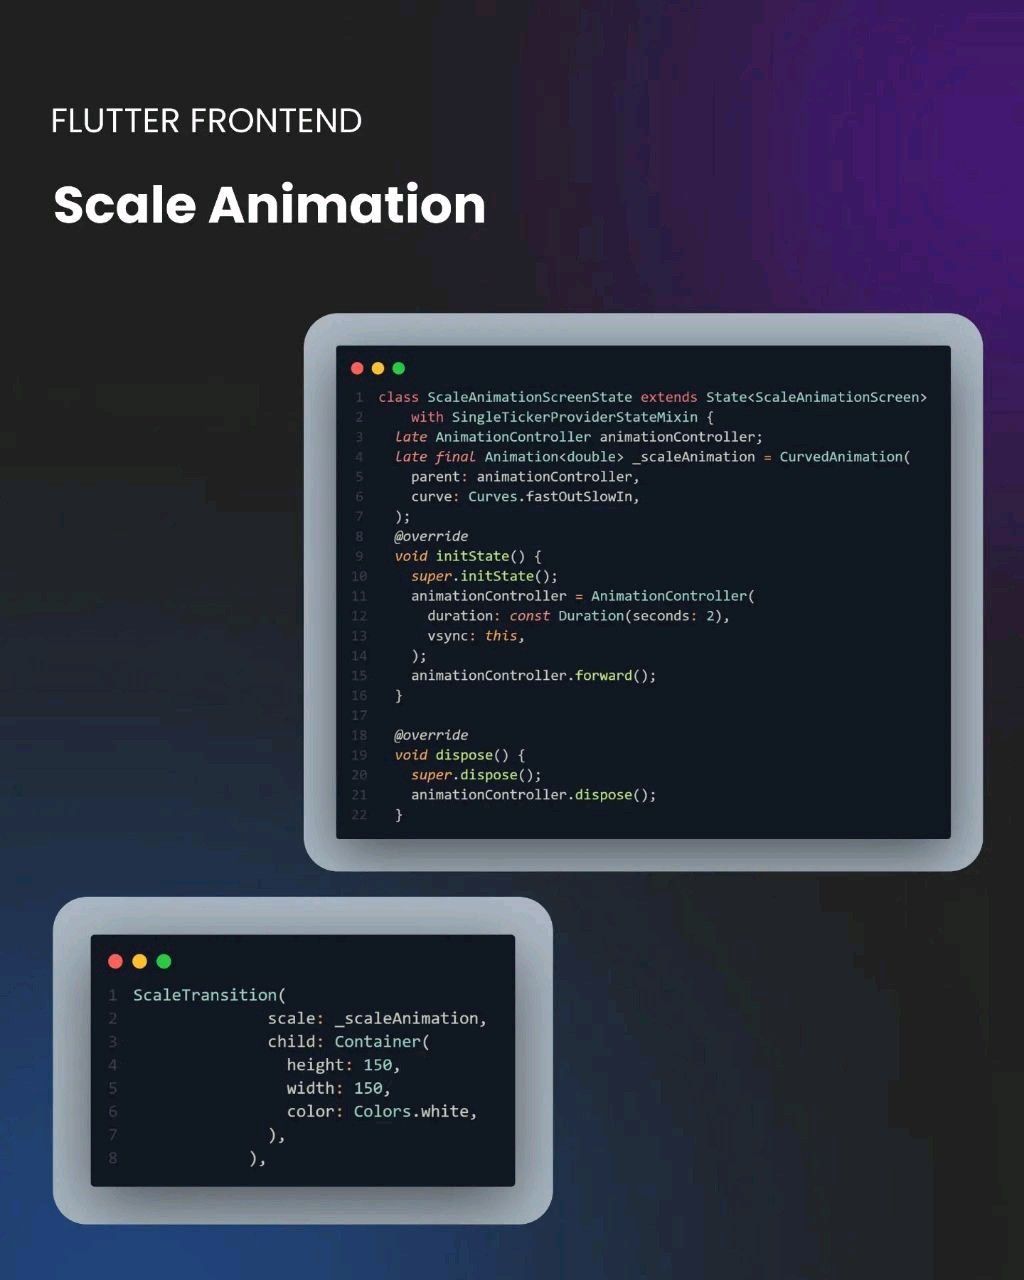 FLUTTER FRONTEND
Scale Animation
1 class ScaleAnimationScreenState extends State<ScaleAnimationScreen>
2     with SingleTickerProviderStateMixin {
3   late AnimationController animationController;
4   late final Animation<double> _scaleAnimation = CurvedAnimation(
5     parent: animationController,
6     curve: Curves.fastOutSlowIn,
7   );
8   @override
9   void initState() {
10     super.initState();
11     animationController = AnimationController(
12       duration: const Duration(seconds: 2),
13       vsync: this,
14     );
15     animationController.forward();
16   }
17
18   @override
19   void dispose() {
20     super.dispose();
21     animationController.dispose();
22   }
1 ScaleTransition(
2               scale: _scaleAnimation,
3               child: Container(
4                 height: 150,
5                 width: 150,
6                 color: Colors.white,
7               ),
8             ),